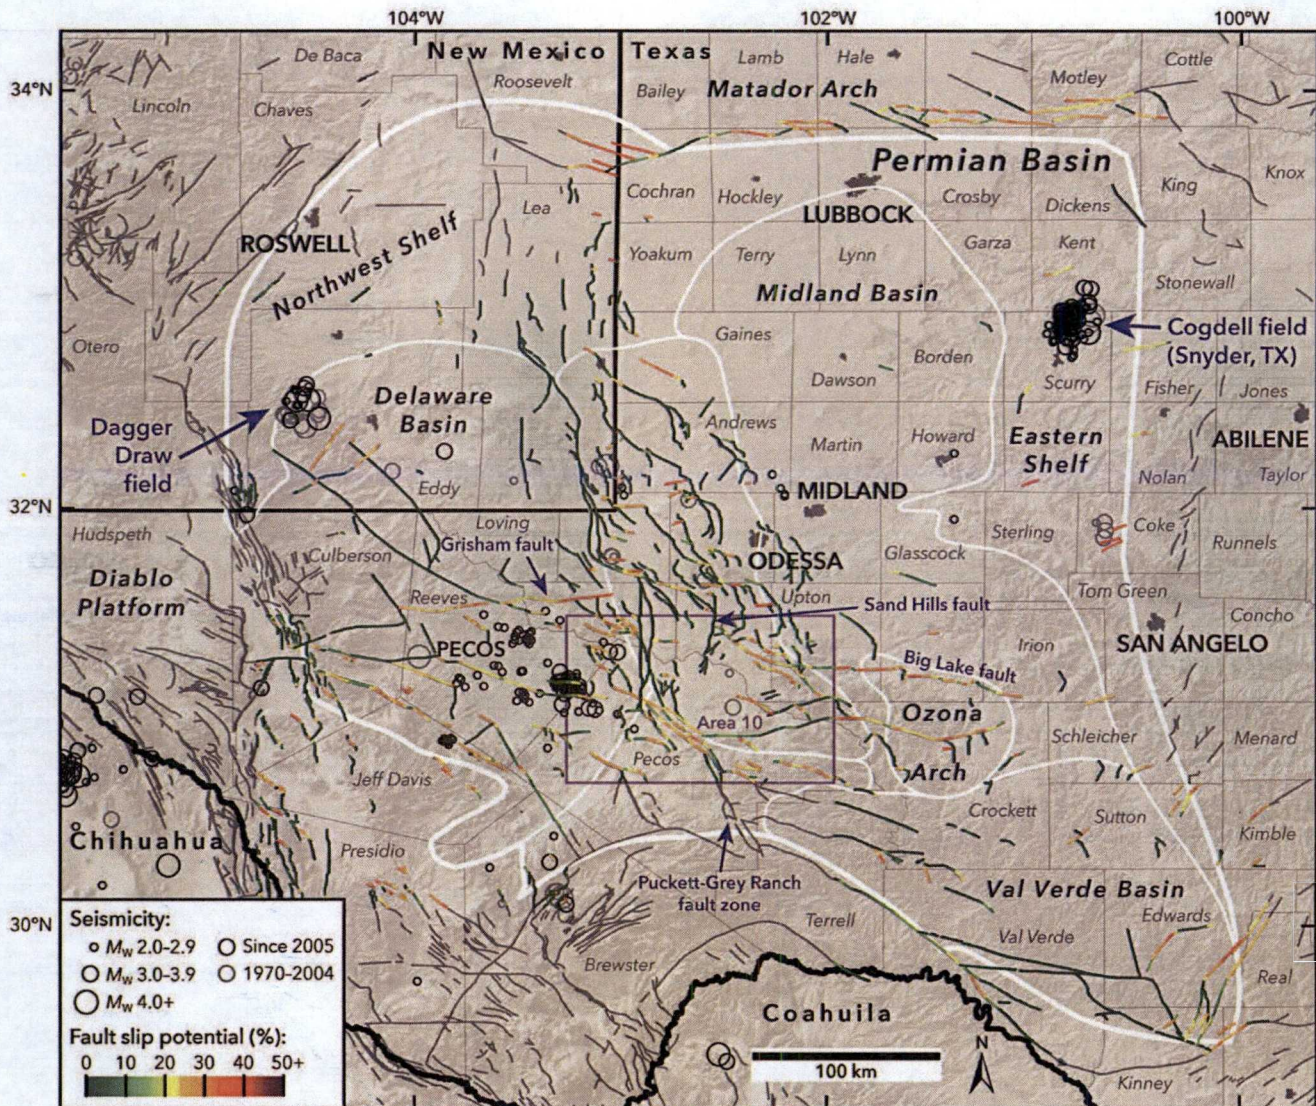 104°W
102°W
100°W
34°N
32°N
30°N
De Baca
New Mexico
Texas
Lamb
Hale
Cottle
Roosevelt
Bailey
Matador Arch
Motley
Lincoln
Chaves
Permian Basin
Knox
Cochran
Hockley
Crosby
King
Lea
LUBBOCK
Dickens
ROSWELL
Northwest Shelf
Yoakum
Terry
Lynn
Garza
Kent
Stonewall
Midland Basin
Otero
Gaines
Cogdell field
(Snyder, TX)
Borden
Dawson
Scurry
Fisher
Jones
Delaware
Basin
Dagger
Draw
field
Andrews
Martin
Howard
Eastern
Shelf
ABILENE
Eddy
MIDLAND
Nolan
Taylor
Hudspeth
Loving
Grisham fault
Culberson
ODESSA
Glasscock
Sterling
Coke
Runnels
Diablo
Platform
Reeves
Upton
Sand Hills fault
Tom Green
Concho
PECOS
Irion
SAN ANGELO
Big Lake fault
Area 10
Ozona
Arch
Pecos
Schleicher
Menard
Jeff Davis
Crockett
Sutton
Kimble
Chihuahua
Presidio
Puckett-Grey Ranch
fault zone
Val Verde Basin
Terrell
Val Verde
Edwards
Brewster
Real
Coahuila
N
100 km
Kinney
Seismicity:
Mw 2.0-2.9
Since 2005
Mw 3.0-3.9
1970-2004
Mw 4.0+
Fault slip potential (%):
0 10 20 30 40 50+